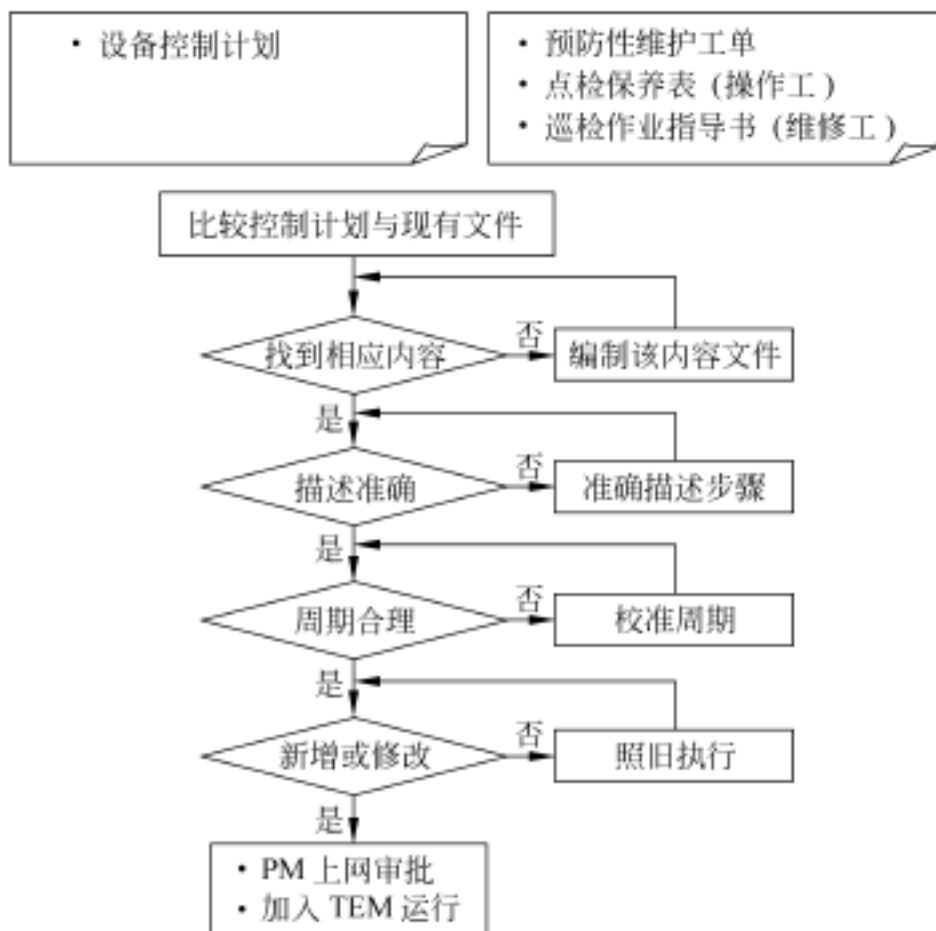 • 设备控制计划
• 预防性维护工单
• 点检保养表（操作工）
• 巡检作业指导书（维修工）
比较控制计划与现有文件
找到相应内容
否
编制该内容文件
是
描述准确
否
准确描述步骤
是
周期合理
否
校准周期
是
新增或修改
否
照旧执行
是
• PM 上网审批
• 加入 TEM 运行